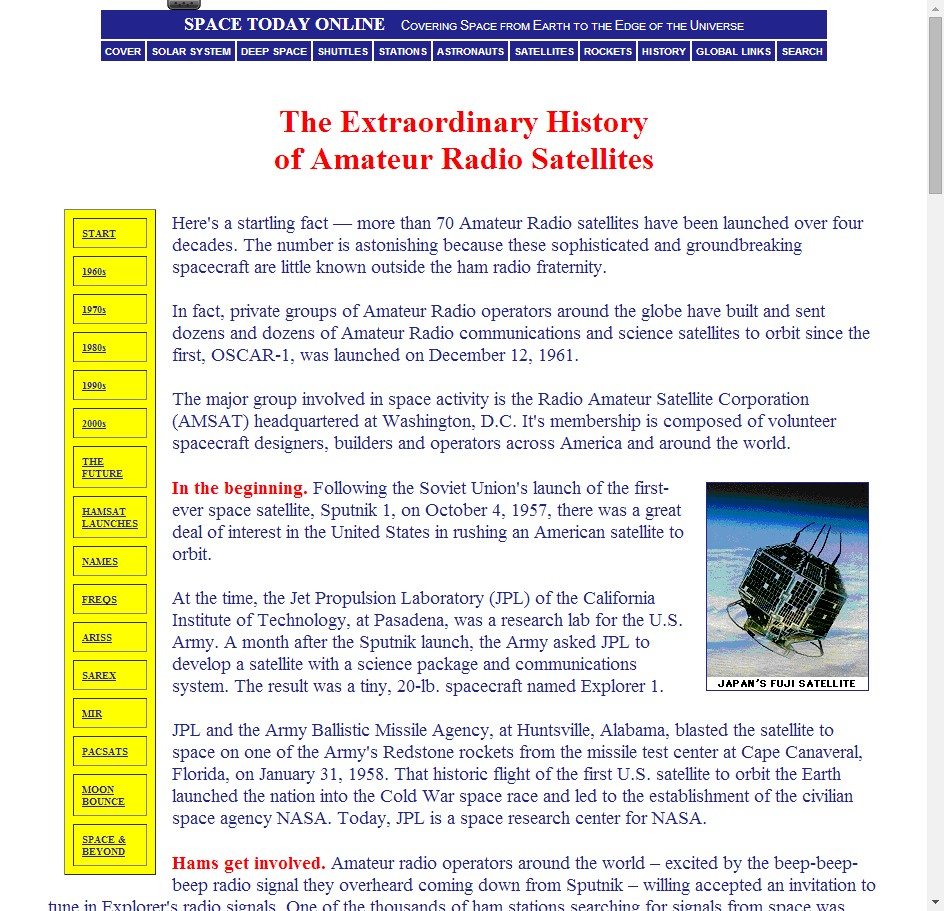 SPACE TODAY ONLINE COVERING SPACE FROM EARTH TO THE EDGE OF THE UNIVERSE
COVER SOLAR SYSTEM DEEP SPACE SHUTTLES STATIONS ASTRONAUTS SATELLITES ROCKETS HISTORY GLOBAL LINKS SEARCH
The Extraordinary History
of Amateur Radio Satellites
START
1960s
1970s
1980s
1990s
2000s
THE
FUTURE
HAMSAT
LAUNCHES
NAMES
FREQS
ARISS
SAREX
MIR
PACSATS
MOON
BOUNCE
SPACE &
BEYOND
Here's a startling fact — more than 70 Amateur Radio satellites have been launched over four
decades. The number is astonishing because these sophisticated and groundbreaking
spacecraft are little known outside the ham radio fraternity.
In fact, private groups of Amateur Radio operators around the globe have built and sent
dozens and dozens of Amateur Radio communications and science satellites to orbit since the
first, OSCAR-1, was launched on December 12, 1961.
The major group involved in space activity is the Radio Amateur Satellite Corporation
(AMSAT) headquartered at Washington, D.C. It's membership is composed of volunteer
spacecraft designers, builders and operators across America and around the world.
In the beginning. Following the Soviet Union's launch of the first-
ever space satellite, Sputnik 1, on October 4, 1957, there was a great
deal of interest in the United States in rushing an American satellite to
orbit.
At the time, the Jet Propulsion Laboratory (JPL) of the California
Institute of Technology, at Pasadena, was a research lab for the U.S.
Army. A month after the Sputnik launch, the Army asked JPL to
develop a satellite with a science package and communications
system. The result was a tiny, 20-lb. spacecraft named Explorer 1.
JAPAN'S FUJI SATELLITE
JPL and the Army Ballistic Missile Agency, at Huntsville, Alabama, blasted the satellite to
space on one of the Army's Redstone rockets from the missile test center at Cape Canaveral,
Florida, on January 31, 1958. That historic flight of the first U.S. satellite to orbit the Earth
launched the nation into the Cold War space race and led to the establishment of the civilian
space agency NASA. Today, JPL is a space research center for NASA.
Hams get involved. Amateur radio operators around the world – excited by the beep-beep-
beep radio signal they overheard coming down from Sputnik – willing accepted an invitation to
tune in Explorer's radio signals. One of the thousands of ham stations searching for signals from space was